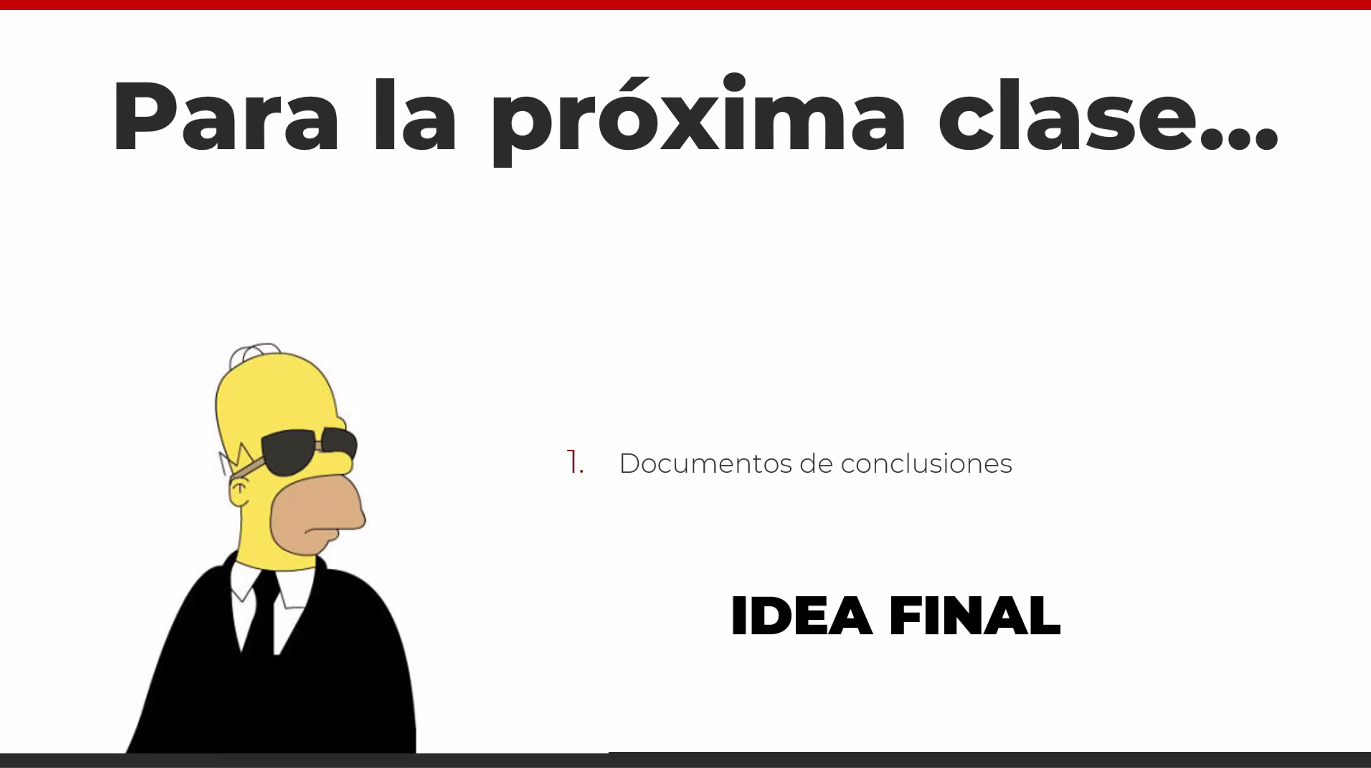 Para la próxima clase...
1. Documentos de conclusiones
IDEA FINAL